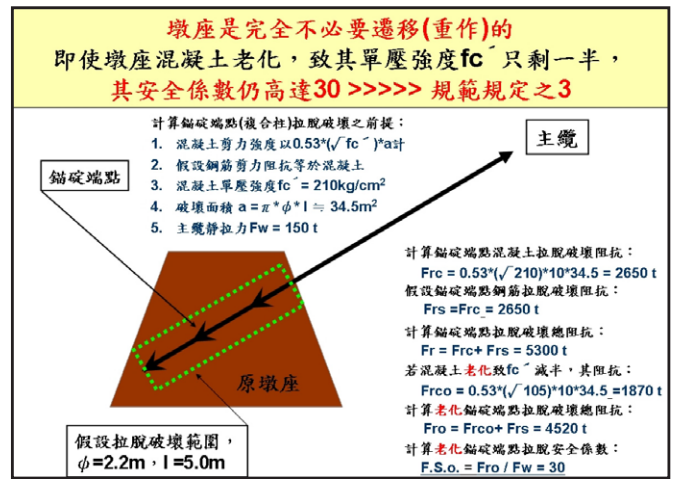 墩座是完全不必要遷移(重作)的
即使墩座混凝土老化，致其單壓強度fc´只剩一半，
其安全係數仍高達30 >>>>> 規範規定之3
計算錨碇端點(複合柱)拉脫破壞之前提：
1. 混凝土剪力強度以0.53*(√fc´)*a計
2. 假設鋼筋剪力阻抗等於混凝土
3. 混凝土單壓強度fc´= 210kg/cm²
4. 破壞面積 a = π*ϕ*l ≒ 34.5m²
5. 主纜靜拉力Fw = 150 t
主纜
錨碇端點
原墩座
假設拉脫破壞範圍，
ϕ=2.2m，l=5.0m
計算錨碇端點混凝土拉脫破壞阻抗：
Frc = 0.53*(√210)*10*34.5 = 2650 t
假設錨碇端點鋼筋拉脫破壞阻抗：
Frs =Frc = 2650 t
計算錨碇端點拉脫破壞總阻抗：
Fr = Frc+ Frs = 5300 t
若混凝土老化致fc´減半，其阻抗：
Frco = 0.53*(√105)*10*34.5 =1870 t
計算老化錨碇端點拉脫破壞總阻抗：
Fro = Frco+ Frs = 4520 t
計算老化錨碇端點拉脫安全係數：
F.S.o. = Fro / Fw = 30